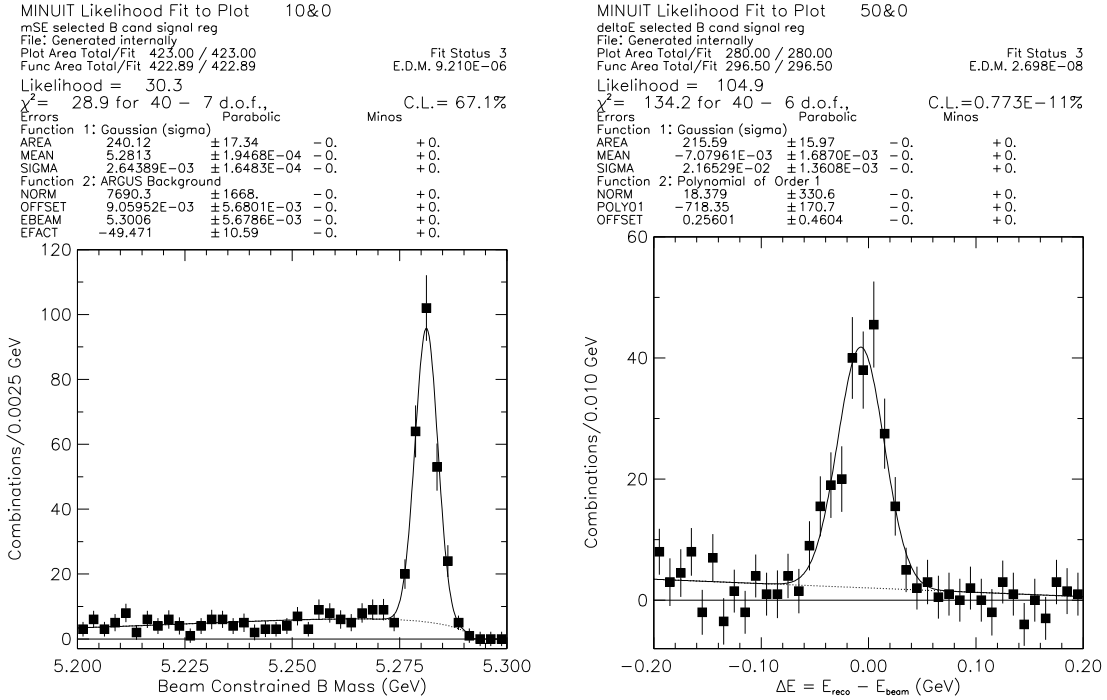 MINUIT Likelihood Fit to Plot 10&0
mSE selected B cand signal reg
File: Generated internally
Plot Area Total/Fit 423.00 / 423.00 Fit Status 3
Func Area Total/Fit 422.89 / 422.89 E.D.M. 9.210E-06
Likelihood = 30.3
χ²= 28.9 for 40 - 7 d.o.f., C.L.= 67.1%
Errors Parabolic Minos
Function 1: Gaussian (sigma)
AREA 240.12 ± 17.34 - 0. + 0.
MEAN 5.2813 ± 1.9468E-04 - 0. + 0.
SIGMA 2.64389E-03 ± 1.6483E-04 - 0. + 0.
Function 2: ARGUS Background
NORM 7690.3 ± 1668. - 0. + 0.
OFFSET 9.05952E-03 ± 5.6801E-03 - 0. + 0.
EBEAM 5.3006 ± 5.6786E-03 - 0. + 0.
EFACT -49.471 ± 10.59 - 0. + 0.
120
100
80
60
40
20
0
Combinations/0.0025 GeV
5.200 5.225 5.250 5.275 5.300
Beam Constrained B Mass (GeV)
MINUIT Likelihood Fit to Plot 50&0
deltaE selected B cand signal reg
File: Generated internally
Plot Area Total/Fit 280.00 / 280.00 Fit Status 3
Func Area Total/Fit 296.50 / 296.50 E.D.M. 2.698E-08
Likelihood = 104.9
χ²= 134.2 for 40 - 6 d.o.f., C.L.=0.773E-11%
Errors Parabolic Minos
Function 1: Gaussian (sigma)
AREA 215.59 ± 15.97 - 0. + 0.
MEAN -7.07961E-03 ± 1.6870E-03 - 0. + 0.
SIGMA 2.16529E-02 ± 1.3608E-03 - 0. + 0.
Function 2: Polynomial of Order 1
NORM 18.379 ± 330.6 - 0. + 0.
POLY01 -718.35 ± 170.7 - 0. + 0.
OFFSET 0.25601 ± 0.4604 - 0. + 0.
60
40
20
0
Combinations/0.010 GeV
-0.20 -0.10 0.00 0.10 0.20
ΔE = E_reco - E_beam (GeV)